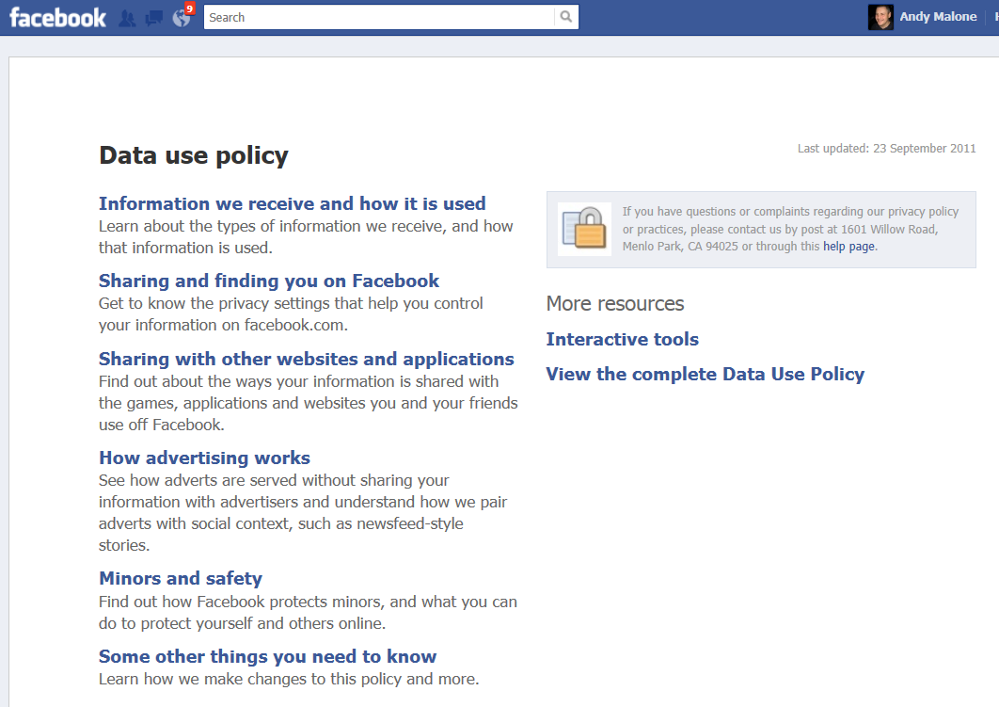 facebook
9
Search
Andy Malone
Data use policy
Last updated: 23 September 2011
Information we receive and how it is used
Learn about the types of information we receive, and how
that information is used.
Sharing and finding you on Facebook
Get to know the privacy settings that help you control
your information on facebook.com.
Sharing with other websites and applications
Find out about the ways your information is shared with
the games, applications and websites you and your friends
use off Facebook.
How advertising works
See how adverts are served without sharing your
information with advertisers and understand how we pair
adverts with social context, such as newsfeed-style
stories.
Minors and safety
Find out how Facebook protects minors, and what you can
do to protect yourself and others online.
Some other things you need to know
Learn how we make changes to this policy and more.
If you have questions or complaints regarding our privacy policy
or practices, please contact us by post at 1601 Willow Road,
Menlo Park, CA 94025 or through this help page.
More resources
Interactive tools
View the complete Data Use Policy